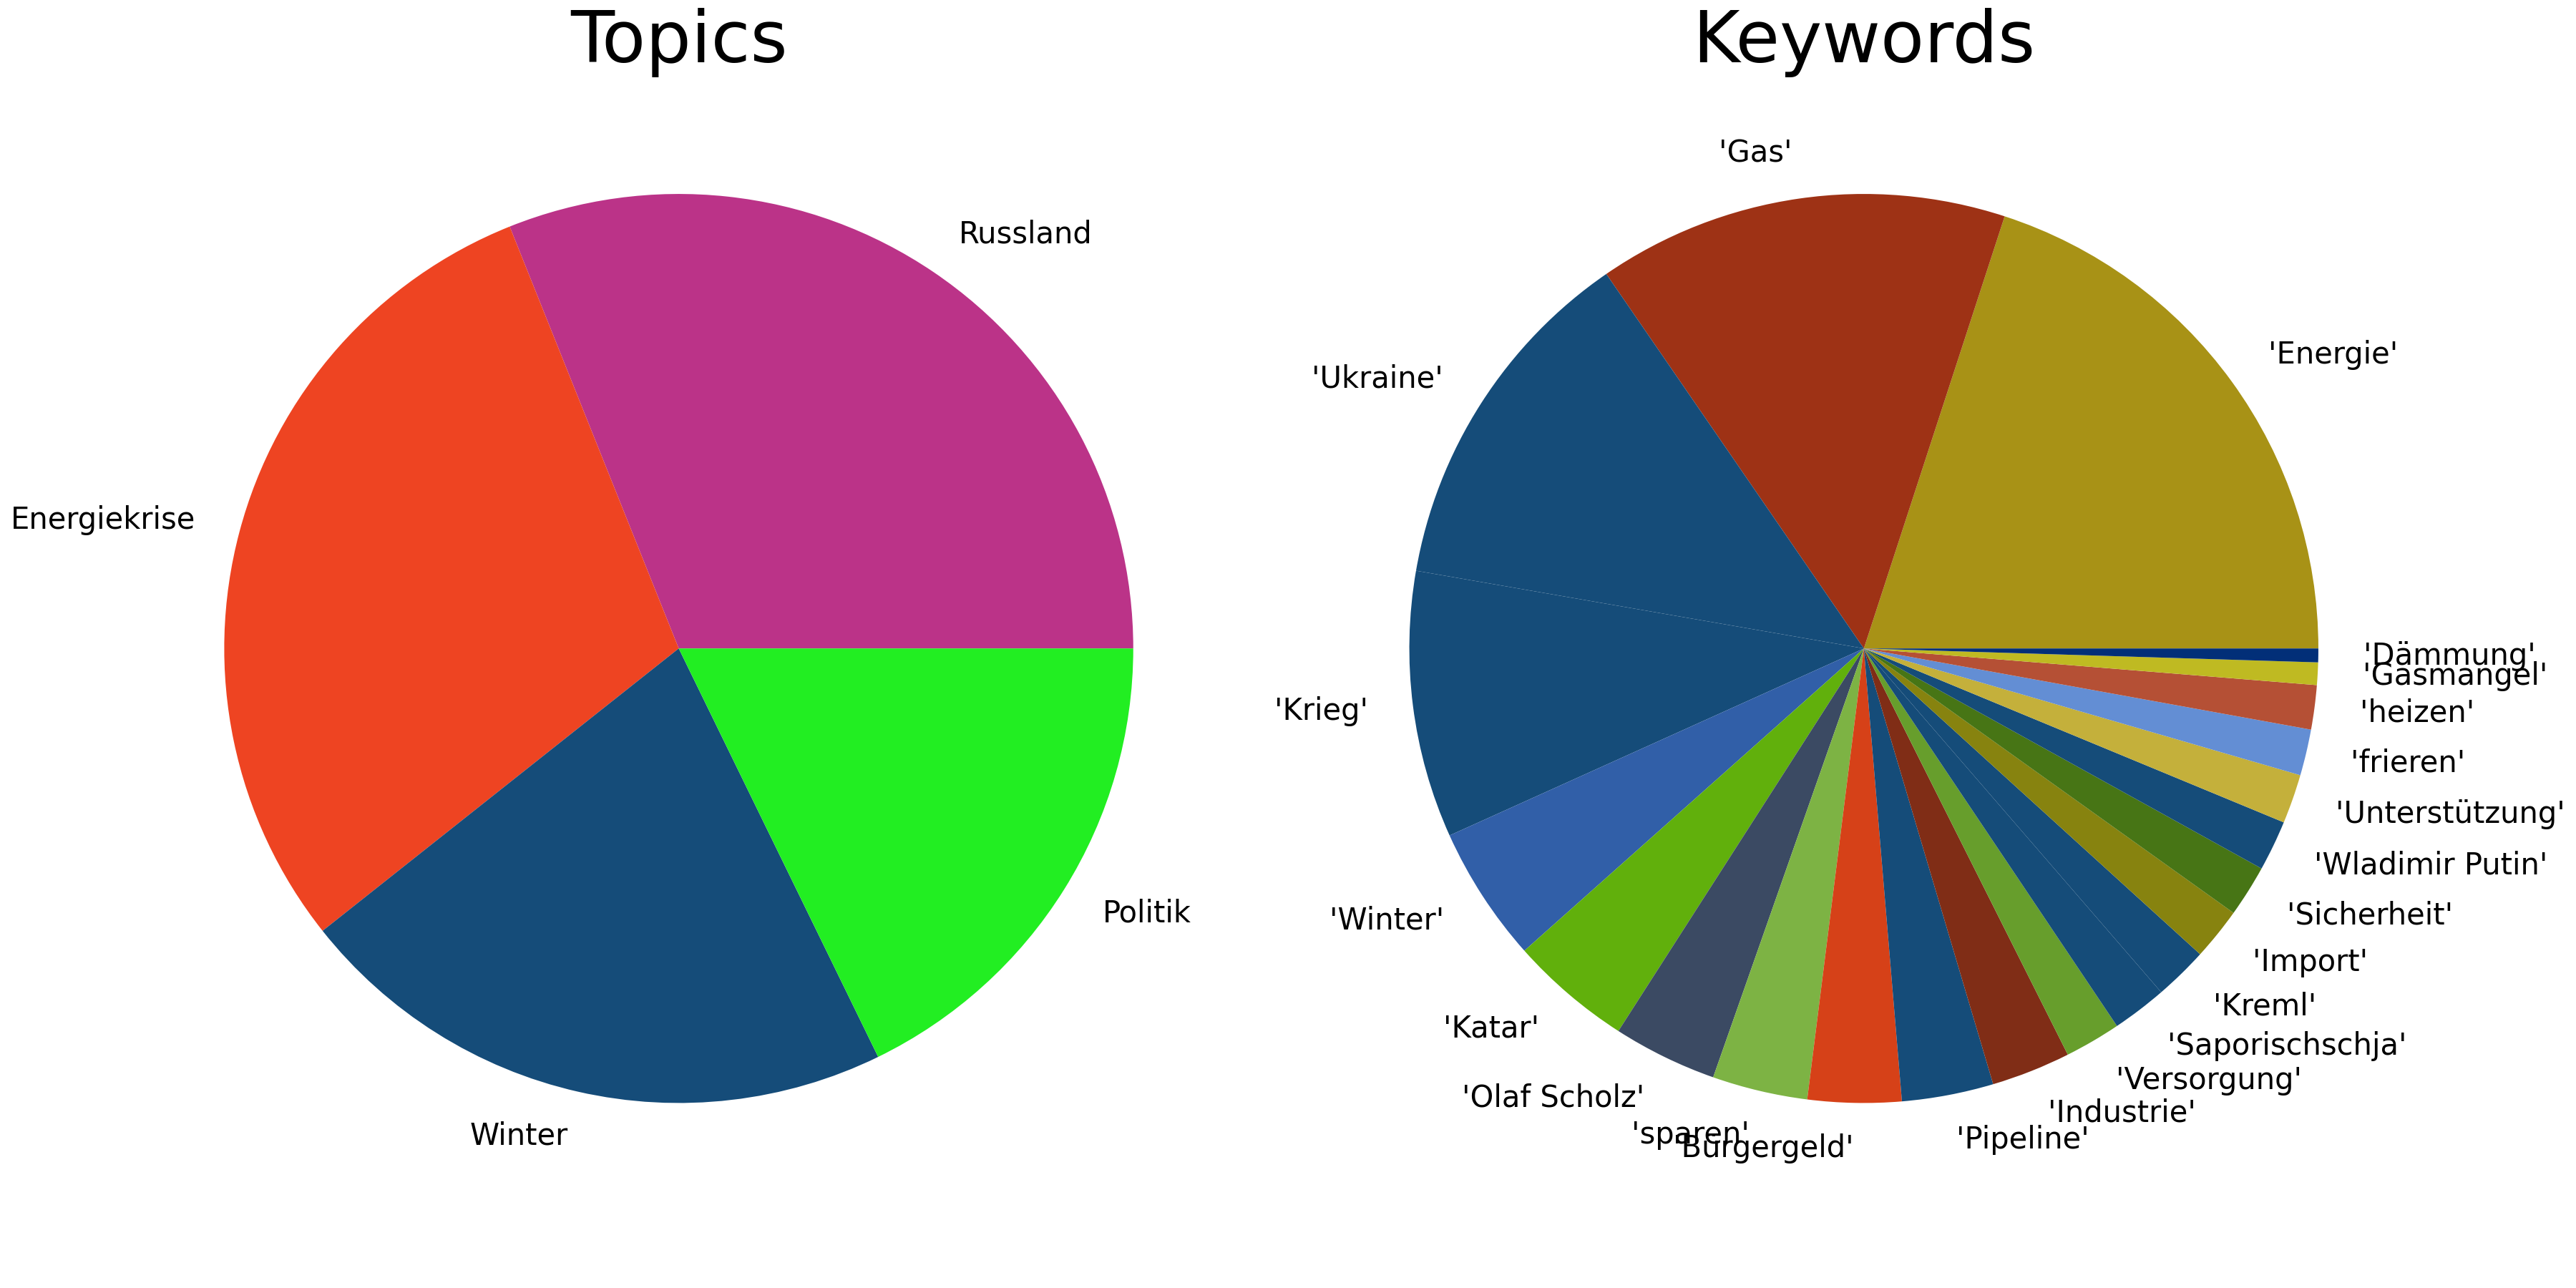 Topics
Russland
Energiekrise
Winter
Politik
Keywords
'Energie'
'Gas'
'Ukraine'
'Krieg'
'Winter'
'Katar'
'Olaf Scholz'
'sparen'
'Bürgergeld'
'Pipeline'
'Industrie'
'Versorgung'
'Saporischschja'
'Kreml'
'Import'
'Sicherheit'
'Wladimir Putin'
'Unterstützung'
'frieren'
'heizen'
'Gasmangel'
'Dämmung'